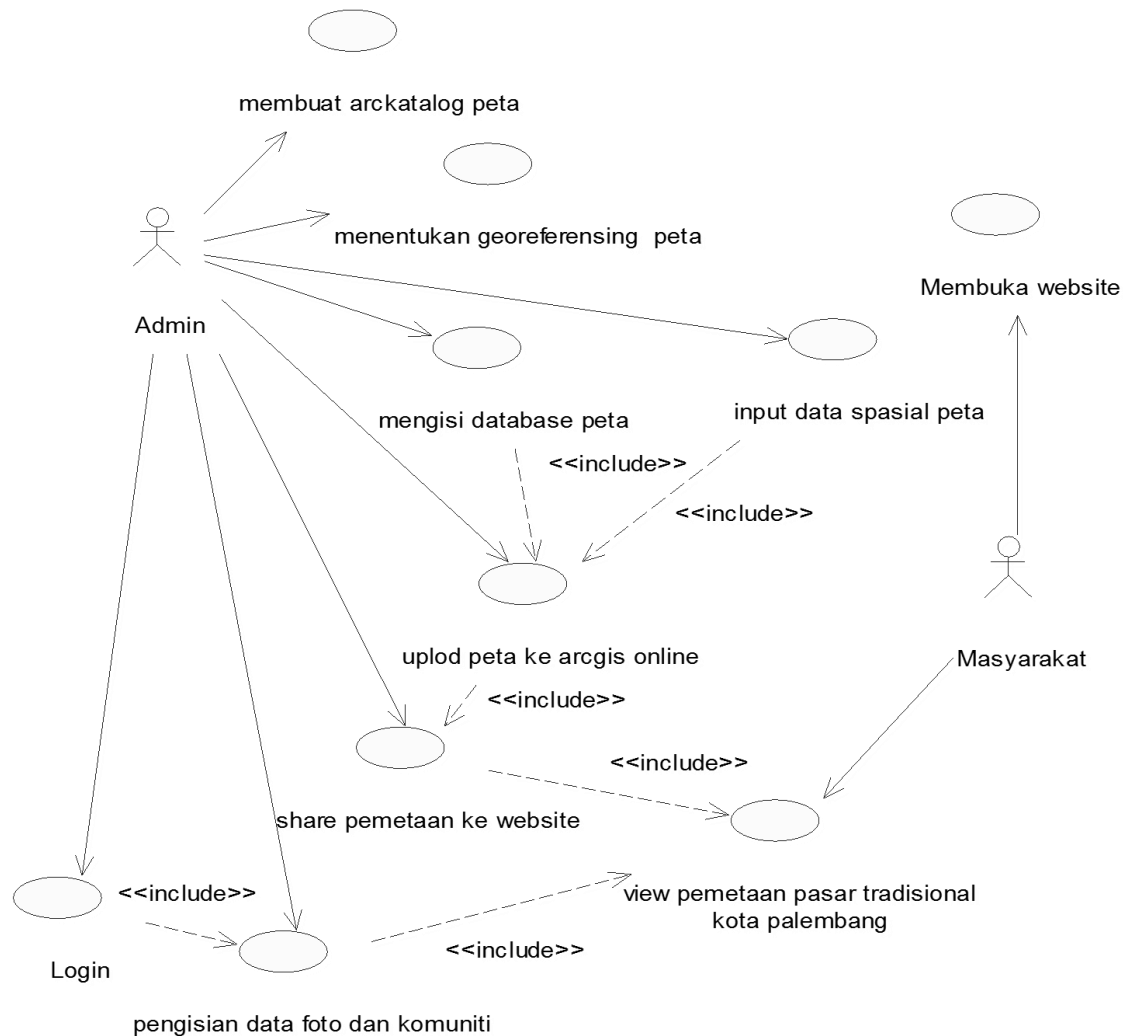 membuat arckatalog peta
menentukan georeferensing peta
Membuka website
Admin
input data spasial peta
mengisi database peta
<<include>>
<<include>>
uplod peta ke arcgis online
Masyarakat
<<include>>
<<include>>
share pemetaan ke website
<<include>>
view pemetaan pasar tradisional
kota palembang
<<include>>
Login
pengisian data foto dan komuniti